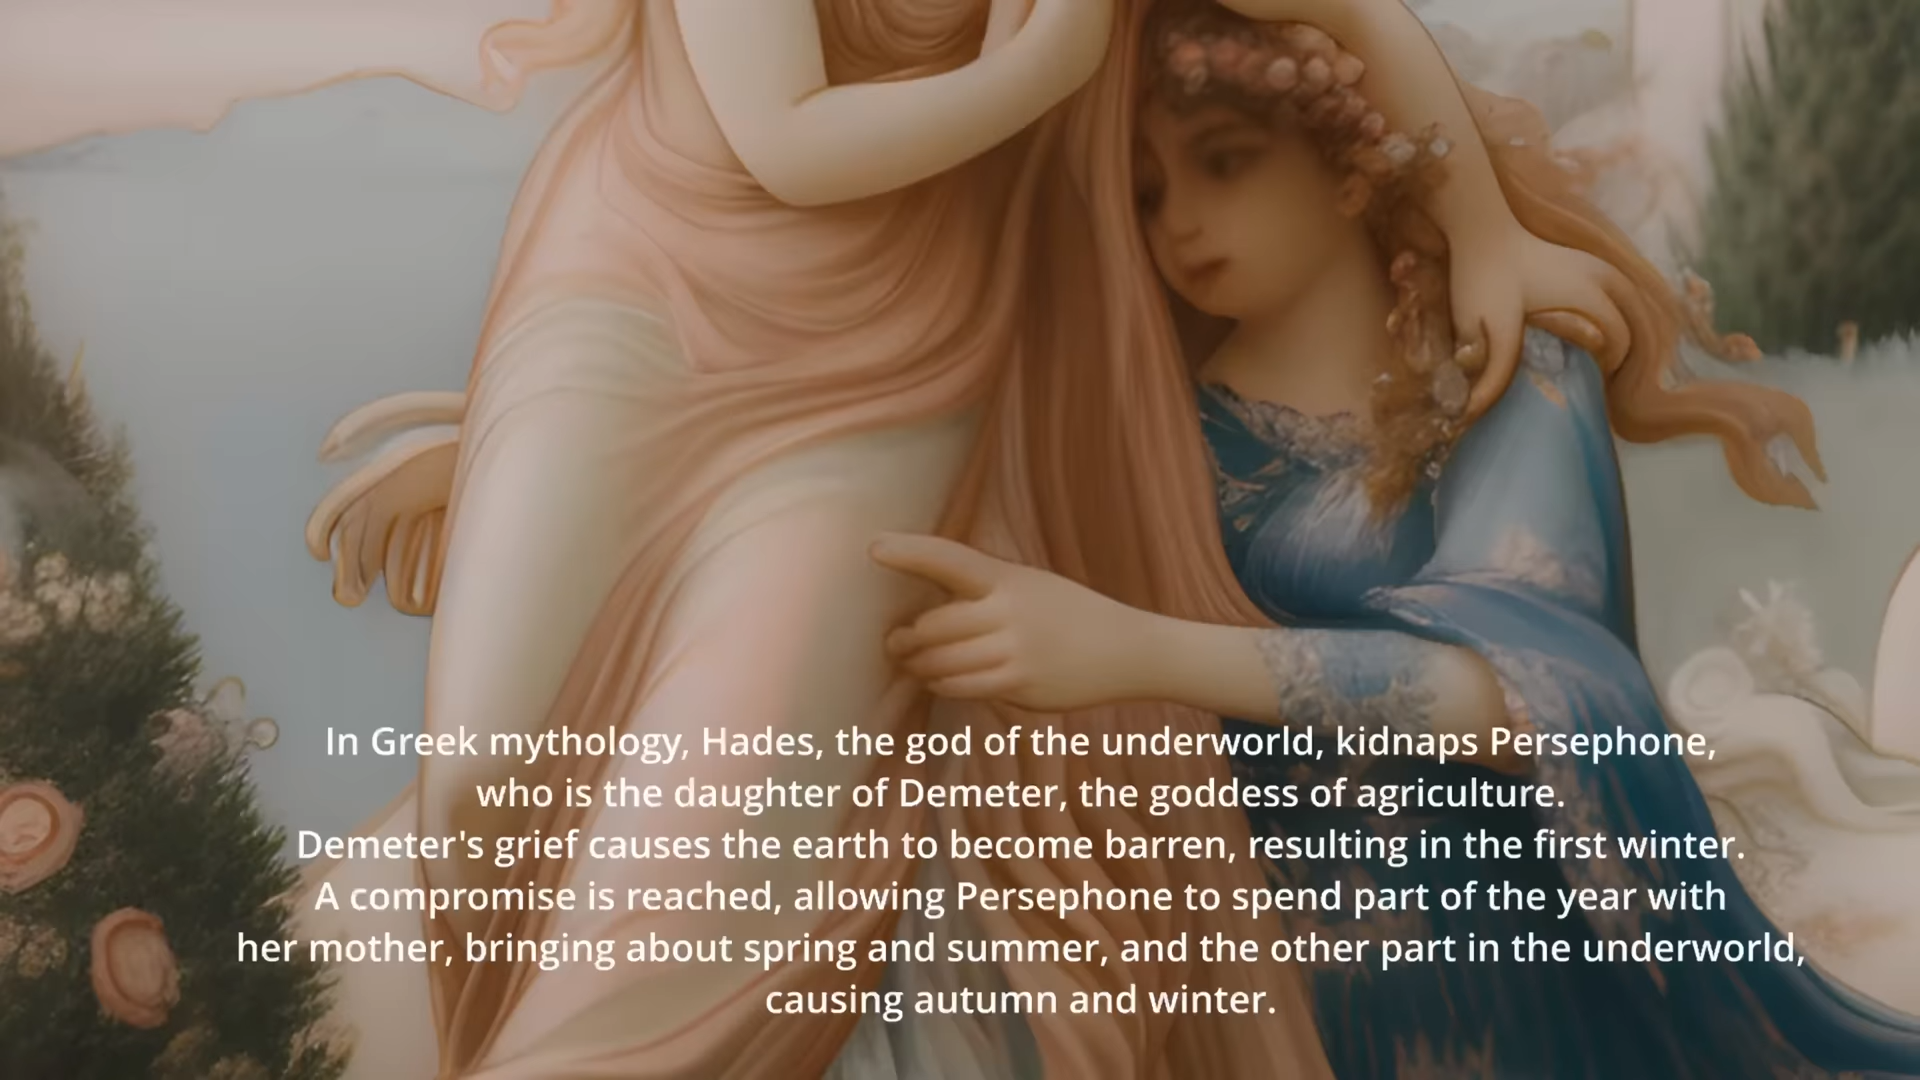 In Greek mythology, Hades, the god of the underworld, kidnaps Persephone,
who is the daughter of Demeter, the goddess of agriculture.
Demeter's grief causes the earth to become barren, resulting in the first winter.
A compromise is reached, allowing Persephone to spend part of the year with
her mother, bringing about spring and summer, and the other part in the underworld,
causing autumn and winter.